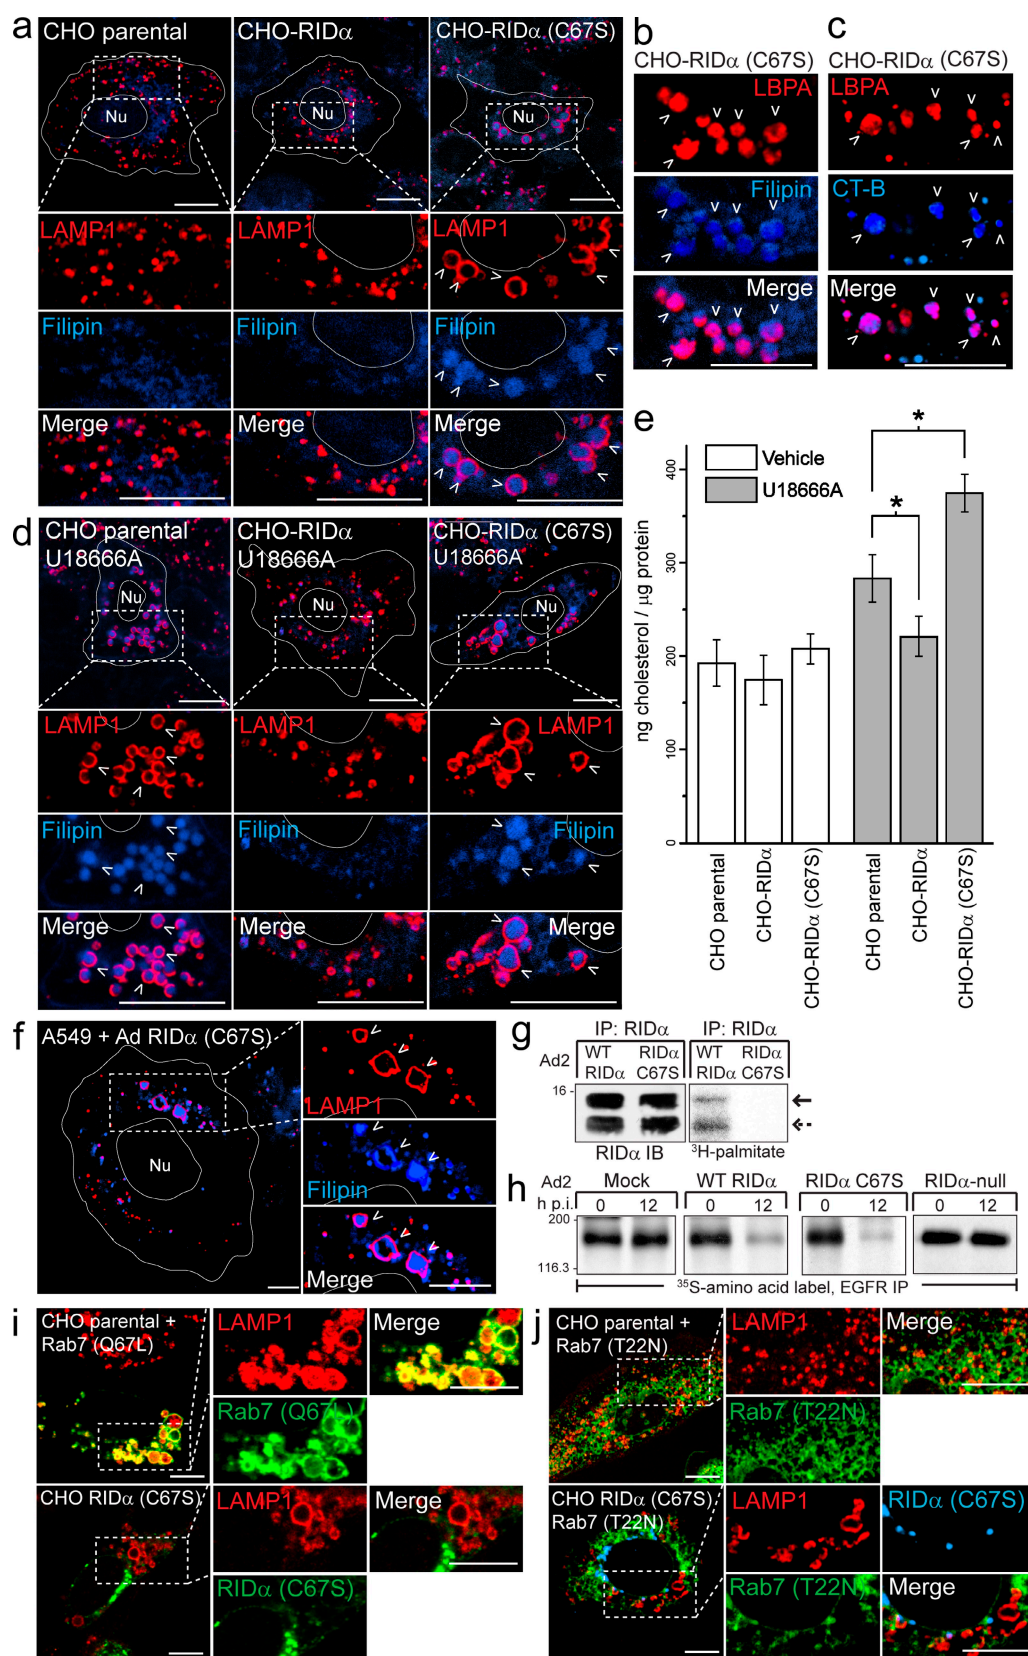 a
CHO parental
CHO-RIDα
CHO-RIDα (C67S)
Nu
Nu
Nu
LAMP1
LAMP1
LAMP1
Filipin
Filipin
Filipin
Merge
Merge
Merge
b
CHO-RIDα (C67S)
LBPA
Filipin
Merge
c
CHO-RIDα (C67S)
LBPA
CT-B
Merge
d
CHO parental
U18666A
CHO-RIDα
U18666A
CHO-RIDα (C67S)
U18666A
Nu
Nu
Nu
LAMP1
LAMP1
LAMP1
Filipin
Filipin
Filipin
Merge
Merge
Merge
e
Vehicle
U18666A
*
*
ng cholesterol / µg protein
400
300
200
100
0
CHO parental
CHO-RIDα
CHO-RIDα (C67S)
CHO parental
CHO-RIDα
CHO-RIDα (C67S)
f
A549 + Ad RIDα (C67S)
Nu
LAMP1
Filipin
Merge
g
IP: RIDα
IP: RIDα
Ad2
WT RIDα
RIDα C67S
WT RIDα
RIDα C67S
16
RIDα IB
³H-palmitate
h
Ad2
Mock
WT RIDα
RIDα C67S
RIDα-null
h p.i.
0 12
0 12
0 12
0 12
200
116.3
³⁵S-amino acid label, EGFR IP
i
CHO parental +
Rab7 (Q67L)
LAMP1
Merge
Rab7 (Q67L)
CHO RIDα (C67S)
LAMP1
Merge
RIDα (C67S)
j
CHO parental +
Rab7 (T22N)
LAMP1
Merge
Rab7 (T22N)
CHO RIDα (C67S)
Rab7 (T22N)
LAMP1
RIDα (C67S)
Rab7 (T22N)
Merge